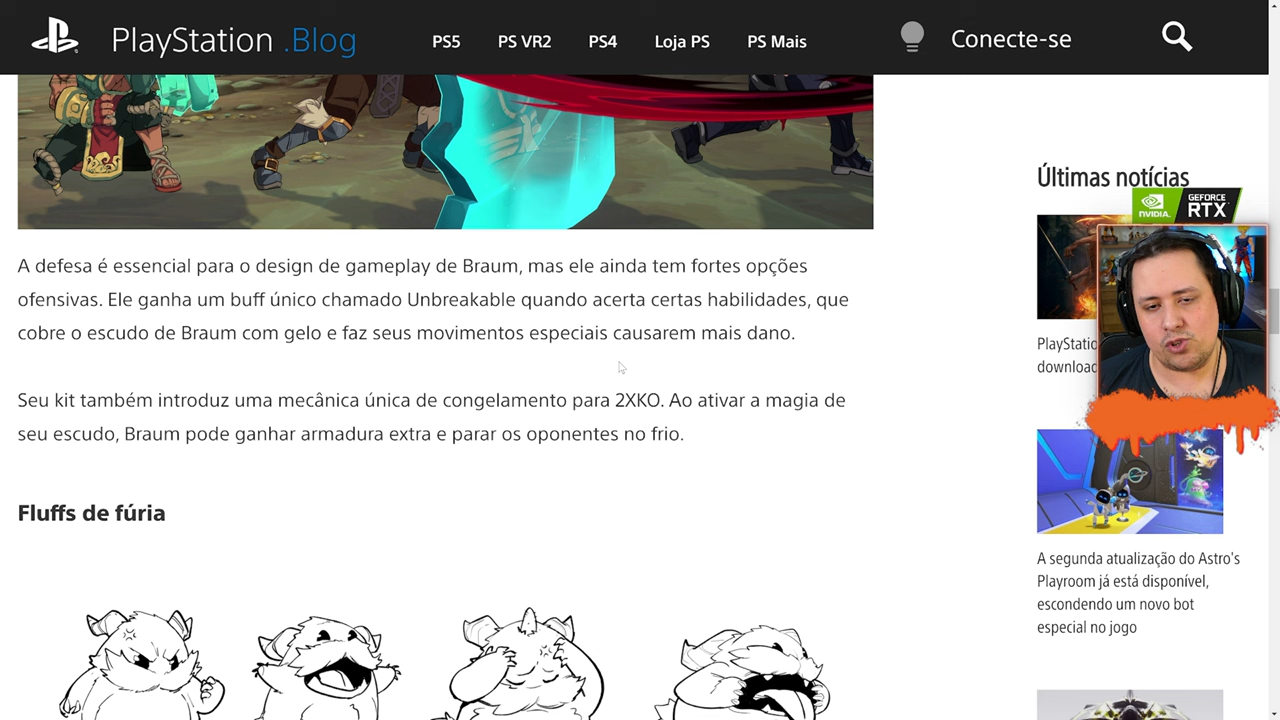 PlayStation .Blog
PS5
PS VR2
PS4
Loja PS
PS Mais
Conecte-se
A defesa é essencial para o design de gameplay de Braum, mas ele ainda tem fortes opções
ofensivas. Ele ganha um buff único chamado Unbreakable quando acerta certas habilidades, que
cobre o escudo de Braum com gelo e faz seus movimentos especiais causarem mais dano.
Seu kit também introduz uma mecânica única de congelamento para 2XKO. Ao ativar a magia de
seu escudo, Braum pode ganhar armadura extra e parar os oponentes no frio.
Fluffs de fúria
Últimas notícias
NVIDIA.
GEFORCE
RTX
download
A segunda atualização do Astro's
Playroom já está disponível,
escondendo um novo bot
especial no jogo